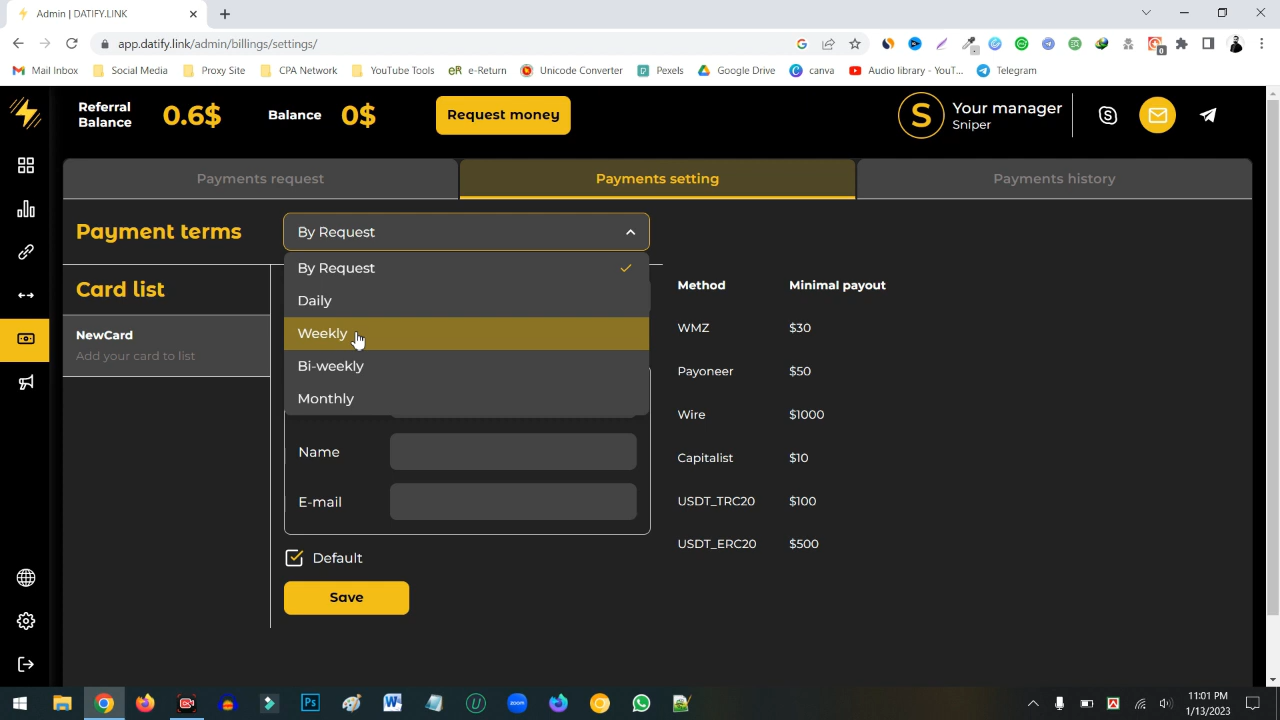 Admin | DATIFY.LINK
app.datify.link/admin/billings/settings/
Mail Inbox
Social Media
Proxy Site
CPA Network
YouTube Tools
eR e-Return
Unicode Converter
Pexels
Google Drive
canva
Audio library - YouT...
Telegram
Referral Balance
0.6$
Balance
0$
Request money
S
Your manager
Sniper
Payments request
Payments setting
Payments history
Payment terms
By Request
By Request
Daily
Weekly
Bi-weekly
Monthly
Card list
NewCard
Add your card to list
Name
E-mail
Default
Save
Method Minimal payout
WMZ $30
Payoneer $50
Wire $1000
Capitalist $10
USDT_TRC20 $100
USDT_ERC20 $500
11:01 PM
1/13/2023